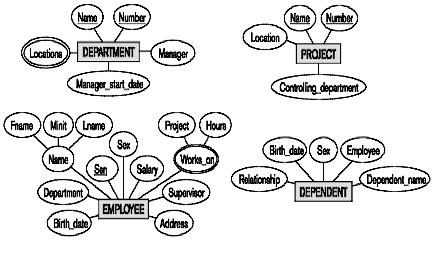 Name Number
Locations DEPARTMENT Manager
Manager_start_date
Name Number
Location
PROJECT
Controlling_department
Fname Minit Lname
Name
Sex
Ssn Salary
Project Hours
Works_on
Department Supervisor
EMPLOYEE
Birth_date Address
Birth_date Sex Employee
Relationship Dependent_name
DEPENDENT